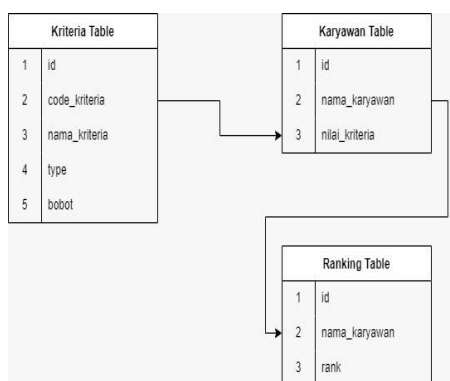 Kriteria Table
1 id
2 code_kriteria
3 nama_kriteria
4 type
5 bobot
Karyawan Table
1 id
2 nama_karyawan
3 nilai_kriteria
Ranking Table
1 id
2 nama_karyawan
3 rank